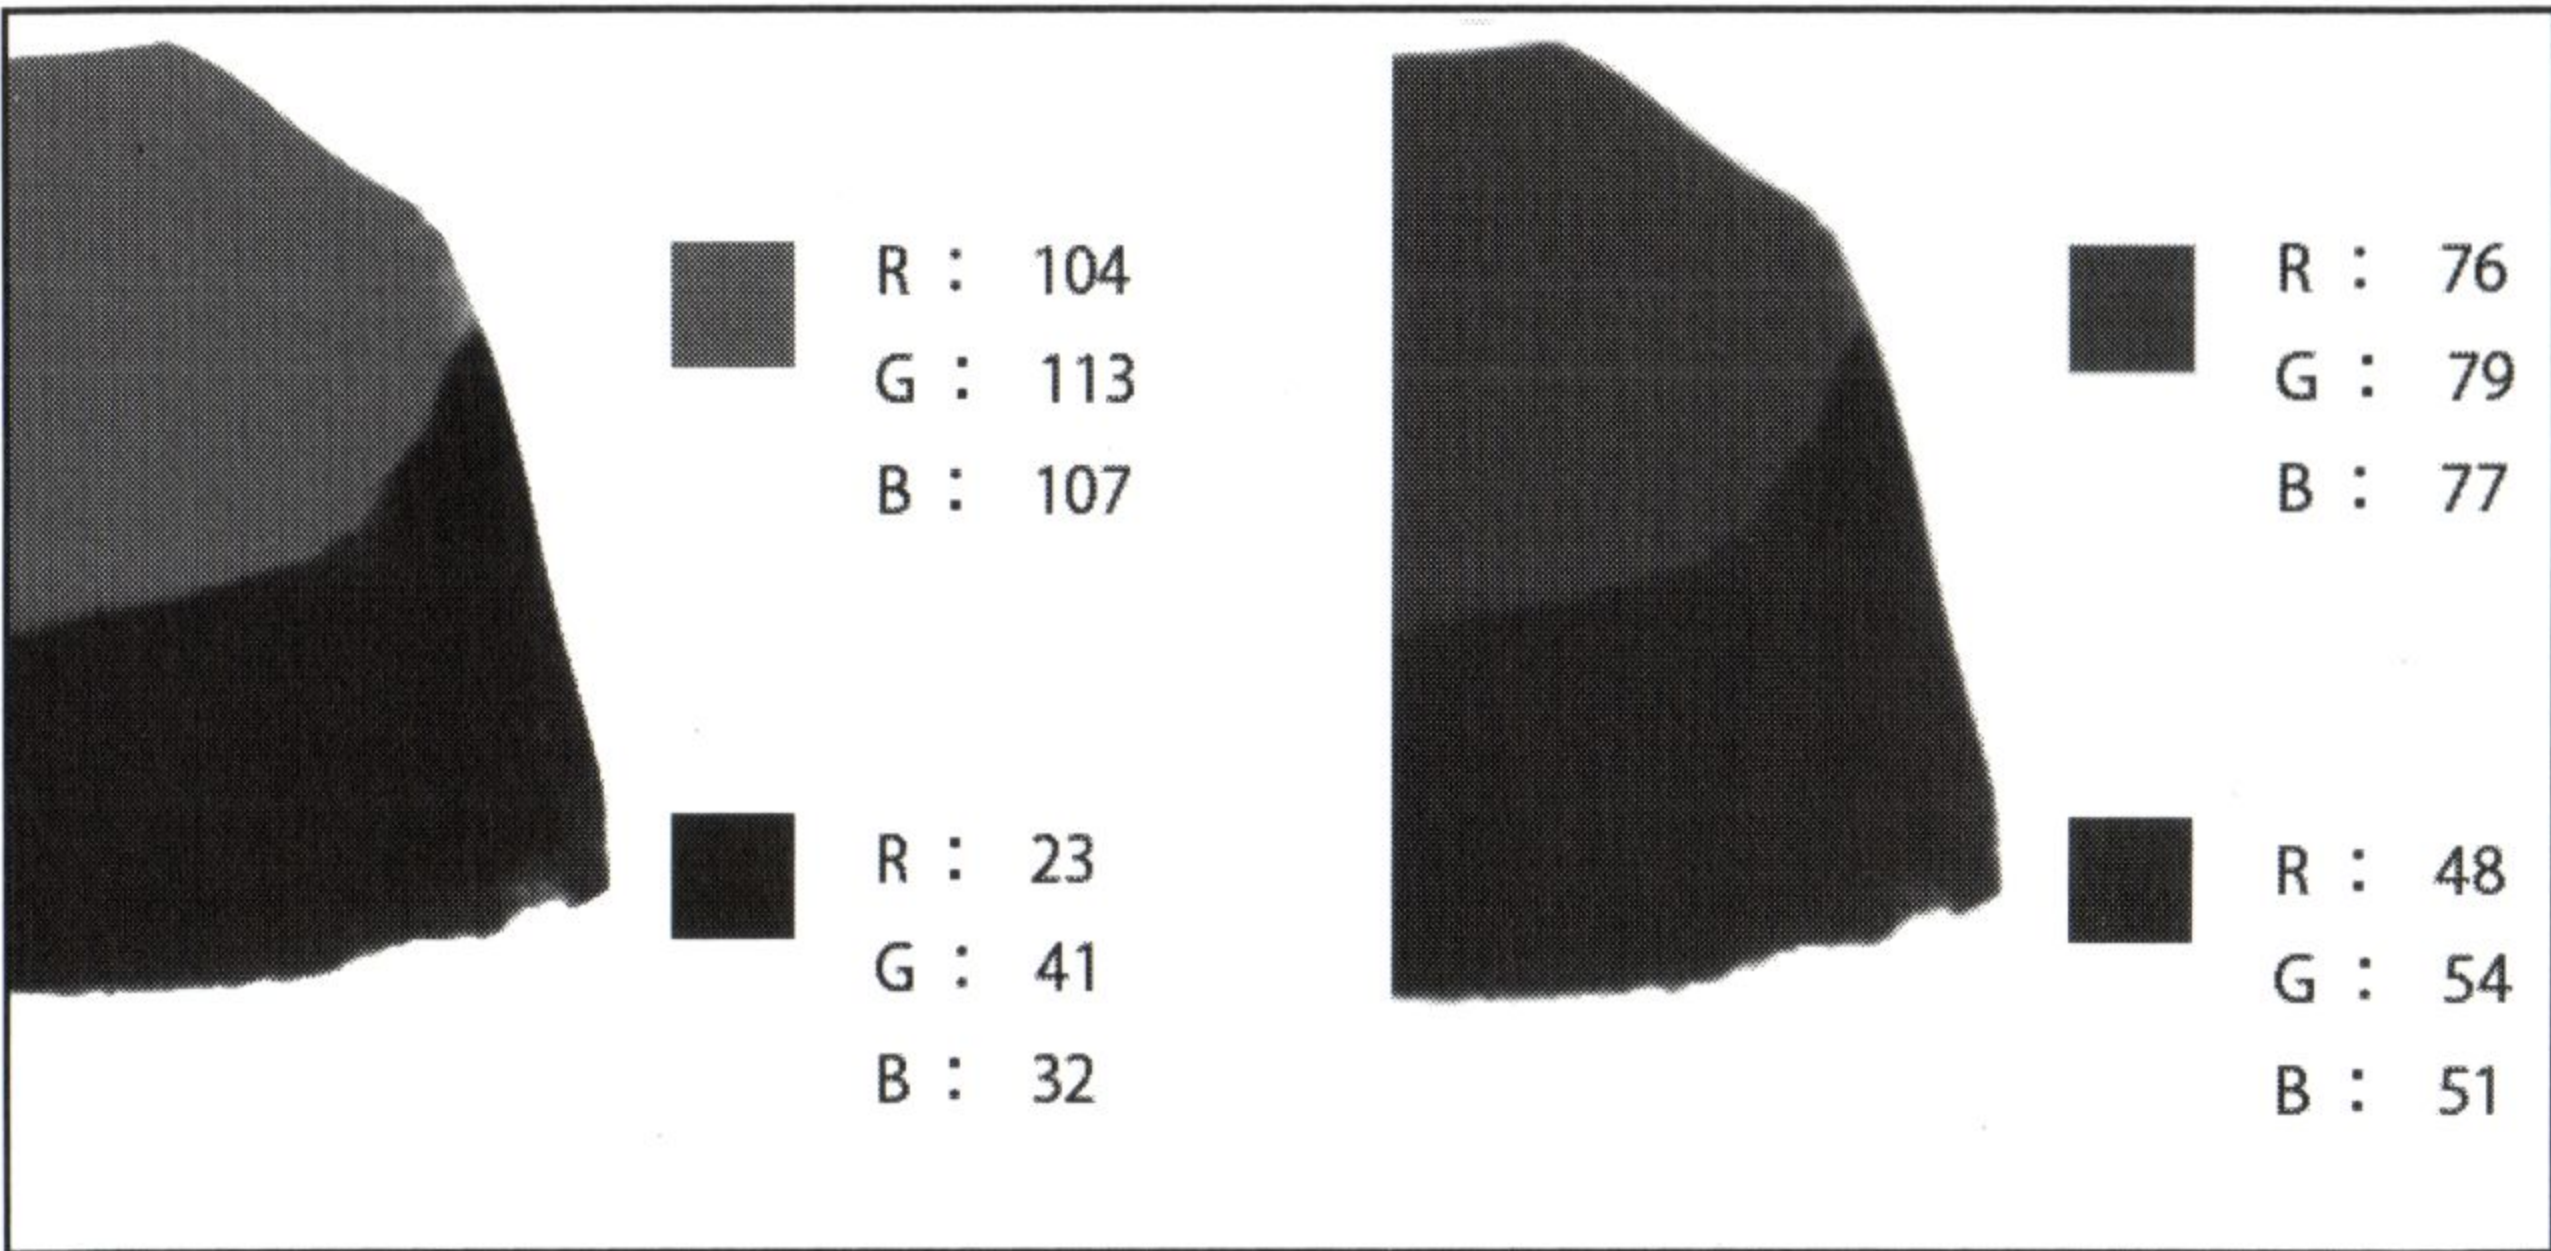 R : 104
G : 113
B : 107
R : 23
G : 41
B : 32
R : 76
G : 79
B : 77
R : 48
G : 54
B : 51